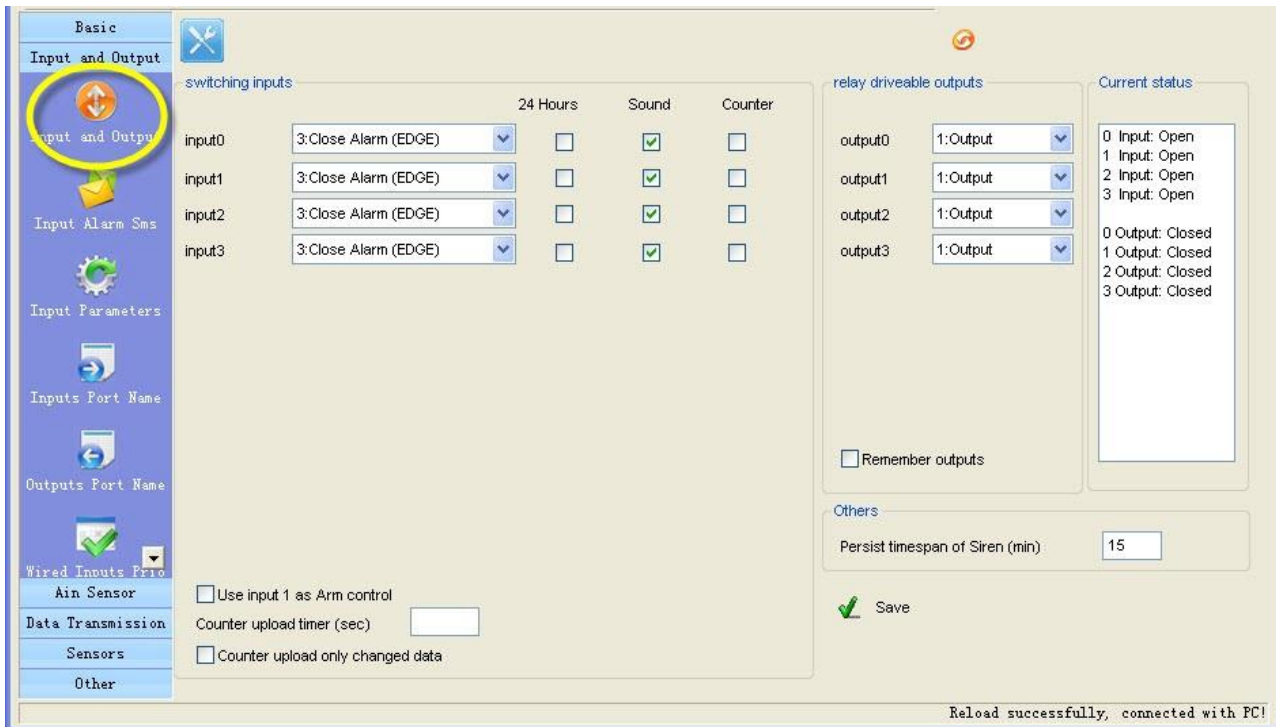 Basic
Input and Output
Input and Output
Input Alarm Sms
Input Parameters
Inputs Port Name
Outputs Port Name
Wired Inputs Prio
Ain Sensor
Data Transmission
Sensors
Other
switching inputs
24 Hours Sound Counter
input0 3:Close Alarm (EDGE)
input1 3:Close Alarm (EDGE)
input2 3:Close Alarm (EDGE)
input3 3:Close Alarm (EDGE)
Use input 1 as Arm control
Counter upload timer (sec)
Counter upload only changed data
relay driveable outputs
output0 1:Output
output1 1:Output
output2 1:Output
output3 1:Output
Remember outputs
Current status
0 Input: Open
1 Input: Open
2 Input: Open
3 Input: Open
0 Output: Closed
1 Output: Closed
2 Output: Closed
3 Output: Closed
Others
Persist timespan of Siren (min) 15
Save
Reload successfully, connected with PC!